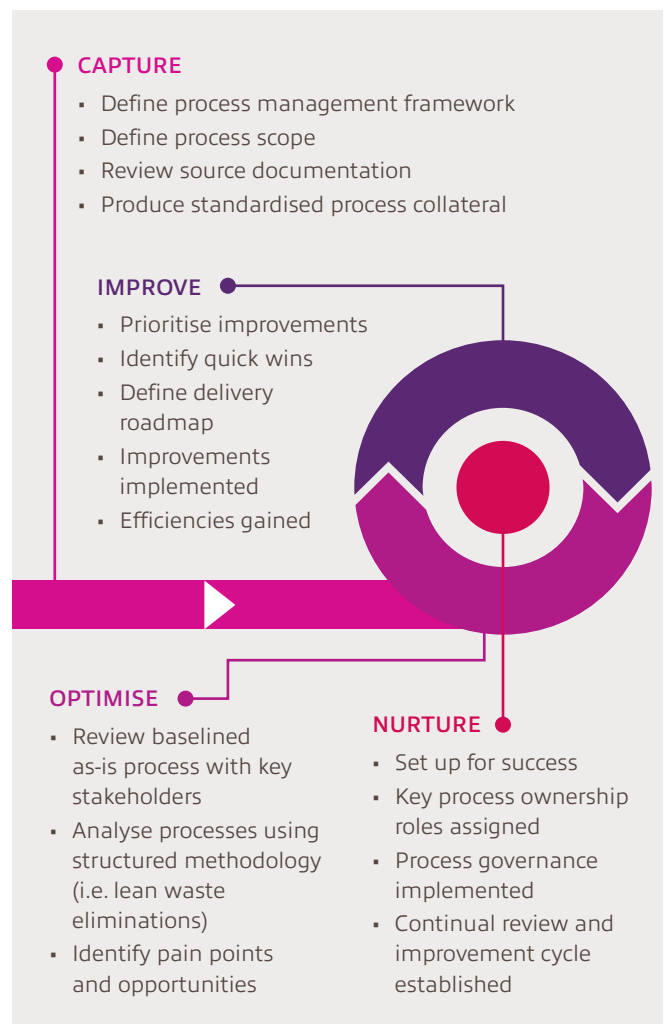 CAPTURE
▪ Define process management framework
▪ Define process scope
▪ Review source documentation
▪ Produce standardised process collateral
IMPROVE
▪ Prioritise improvements
▪ Identify quick wins
▪ Define delivery
roadmap
▪ Improvements
implemented
▪ Efficiencies gained
OPTIMISE
▪ Review baselined
as-is process with key
stakeholders
▪ Analyse processes using
structured methodology
(i.e. lean waste
eliminations)
▪ Identify pain points
and opportunities
NURTURE
▪ Set up for success
▪ Key process ownership
roles assigned
▪ Process governance
implemented
▪ Continual review and
improvement cycle
established